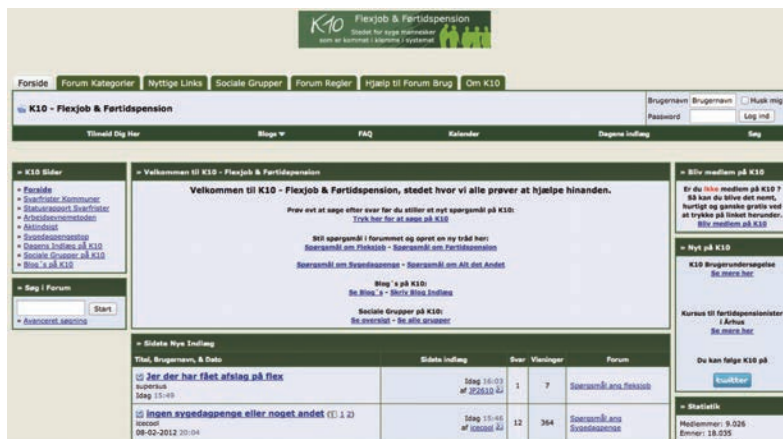 K10 Flexjob & Førtidspension
Stedet for syge mennesker
som er kommet i klemme i systemet
Forside
Forum Kategorier
Nyttige Links
Sociale Grupper
Forum Regler
Hjælp til Forum Brug
Om K10
K10 - Flexjob & Førtidspension
Brugernavn Brugernavn Husk mig
Password Log ind
Tilmeld Dig Her
Blogs
FAQ
Kalender
Dagens indlæg
Søg
» K10 Sider
» Forside
» Svarfrister Kommuner
» Statusrapport Svarfrister
» Arbejdsevnemetoden
» Aktindsigt
» Sygedagpengestop
» Dagens Indlæg på K10
» Sociale Grupper på K10
» Blog´s på K10
» Søg i Forum
Start
» Avanceret søgning
» Velkommen til K10 - Flexjob & Førtidspension
Velkommen til K10 - Flexjob & Førtidspension, stedet hvor vi alle prøver at hjælpe hinanden.
Prøv evt at søge efter svar før du stiller et nyt spørgsmål på K10:
Tryk her for at søge på K10
Stil spørgsmål i forummet og opret en ny tråd her:
Spørgsmål om Fleksjob - Spørgsmål om Førtidspension
Spørgsmål om Sygedagpenge - Spørgsmål om Alt det Andet
Blog´s på K10:
Se Blog´s - Skriv Blog Indlæg
Sociale Grupper på K10:
Se oversigt - Se alle grupper
» Sidste Nye Indlæg
Titel, Brugernavn, & Dato
Sidste indlæg
Svar
Visninger
Forum
Jer der har fået afslag på flex
supersus
Idag 15:49
Idag 16:03
af JP2610
1
7
Spørgsmål ang fleksjob
ingen sygedagpenge eller noget andet ( 1 2)
icecool
08-02-2012 20:04
Idag 15:46
af icecool
12
364
Spørgsmål ang
Sygedagpenge
» Bliv medlem på K10
Er du ikke medlem på K10 ?
Så kan du blive det nemt,
hurtigt og ganske gratis ved
at trykke på linket herunder.
Bliv medlem på K10
» Nyt på K10
K10 Brugerundersøgelse
Se mere her
Kursus til førtidspensionister
i Århus
Se mere her
Du kan følge K10 på
twitter
» Statistik
Medlemmer: 9.026
Emner: 18.035